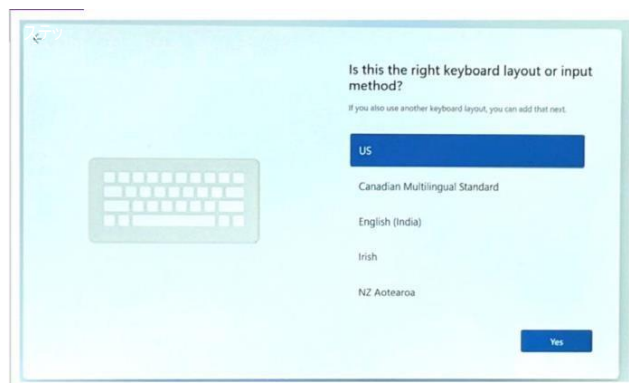 Is this the right keyboard layout or input
method?
If you also use another keyboard layout, you can add that next.
US
Canadian Multilingual Standard
English (India)
Irish
NZ Aotearoa
Yes